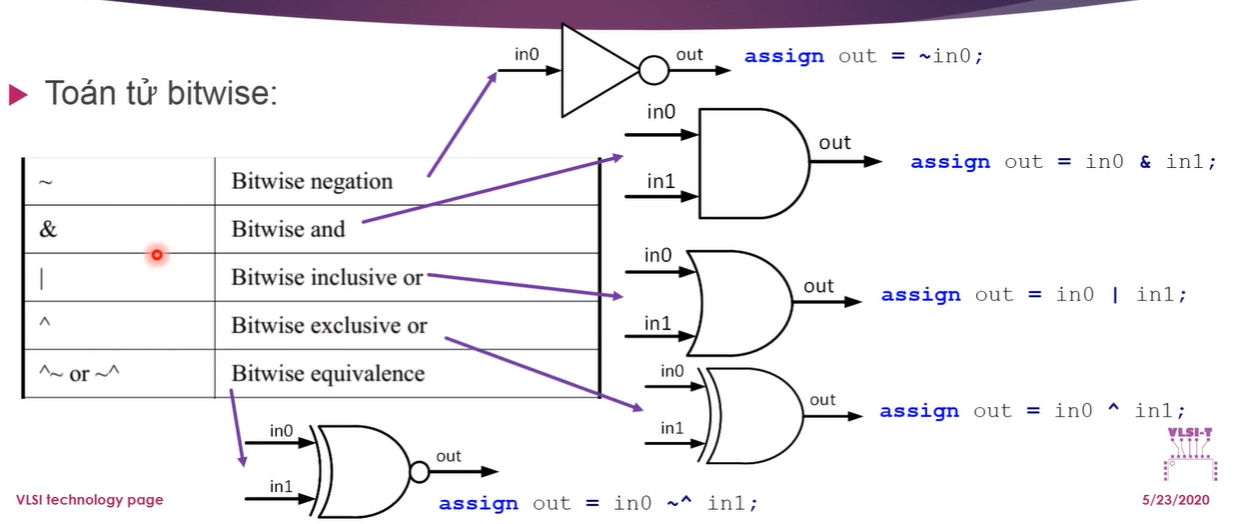 Toán tử bitwise:
in0
out
assign out = ~in0;
in0
in1
out
assign out = in0 & in1;
~ Bitwise negation
& Bitwise and
| Bitwise inclusive or
^ Bitwise exclusive or
^~ or ~^ Bitwise equivalence
in0
in1
out
assign out = in0 | in1;
in0
in1
out
assign out = in0 ^ in1;
in0
in1
out
assign out = in0 ~^ in1;
VLSI-T
VLSI technology page
5/23/2020